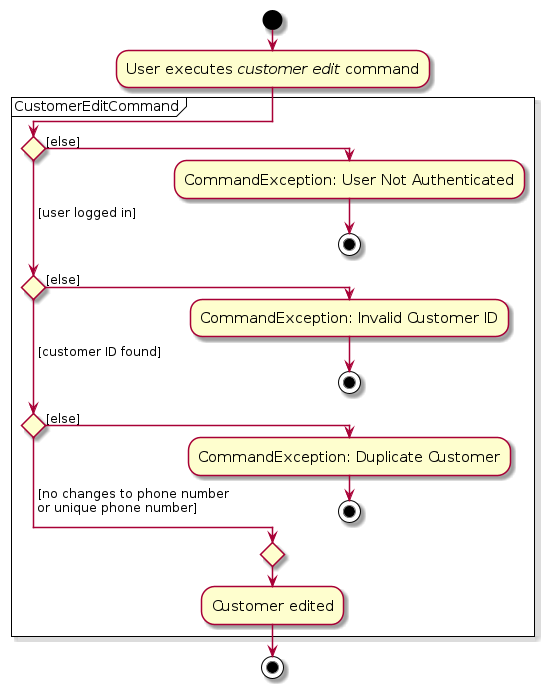 User executes customer edit command
CustomerEditCommand
[else]
CommandException: User Not Authenticated
[user logged in]
[else]
CommandException: Invalid Customer ID
[customer ID found]
[else]
CommandException: Duplicate Customer
[no changes to phone number
or unique phone number]
Customer edited